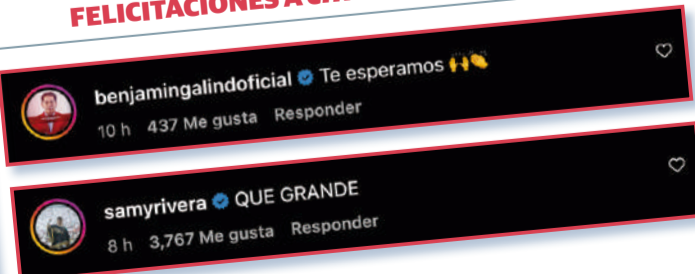 FELICITACIONES A
benjamingalindoficial Te esperamos 🙌👏
10 h 437 Me gusta Responder
samyrivera QUE GRANDE
8 h 3,767 Me gusta Responder